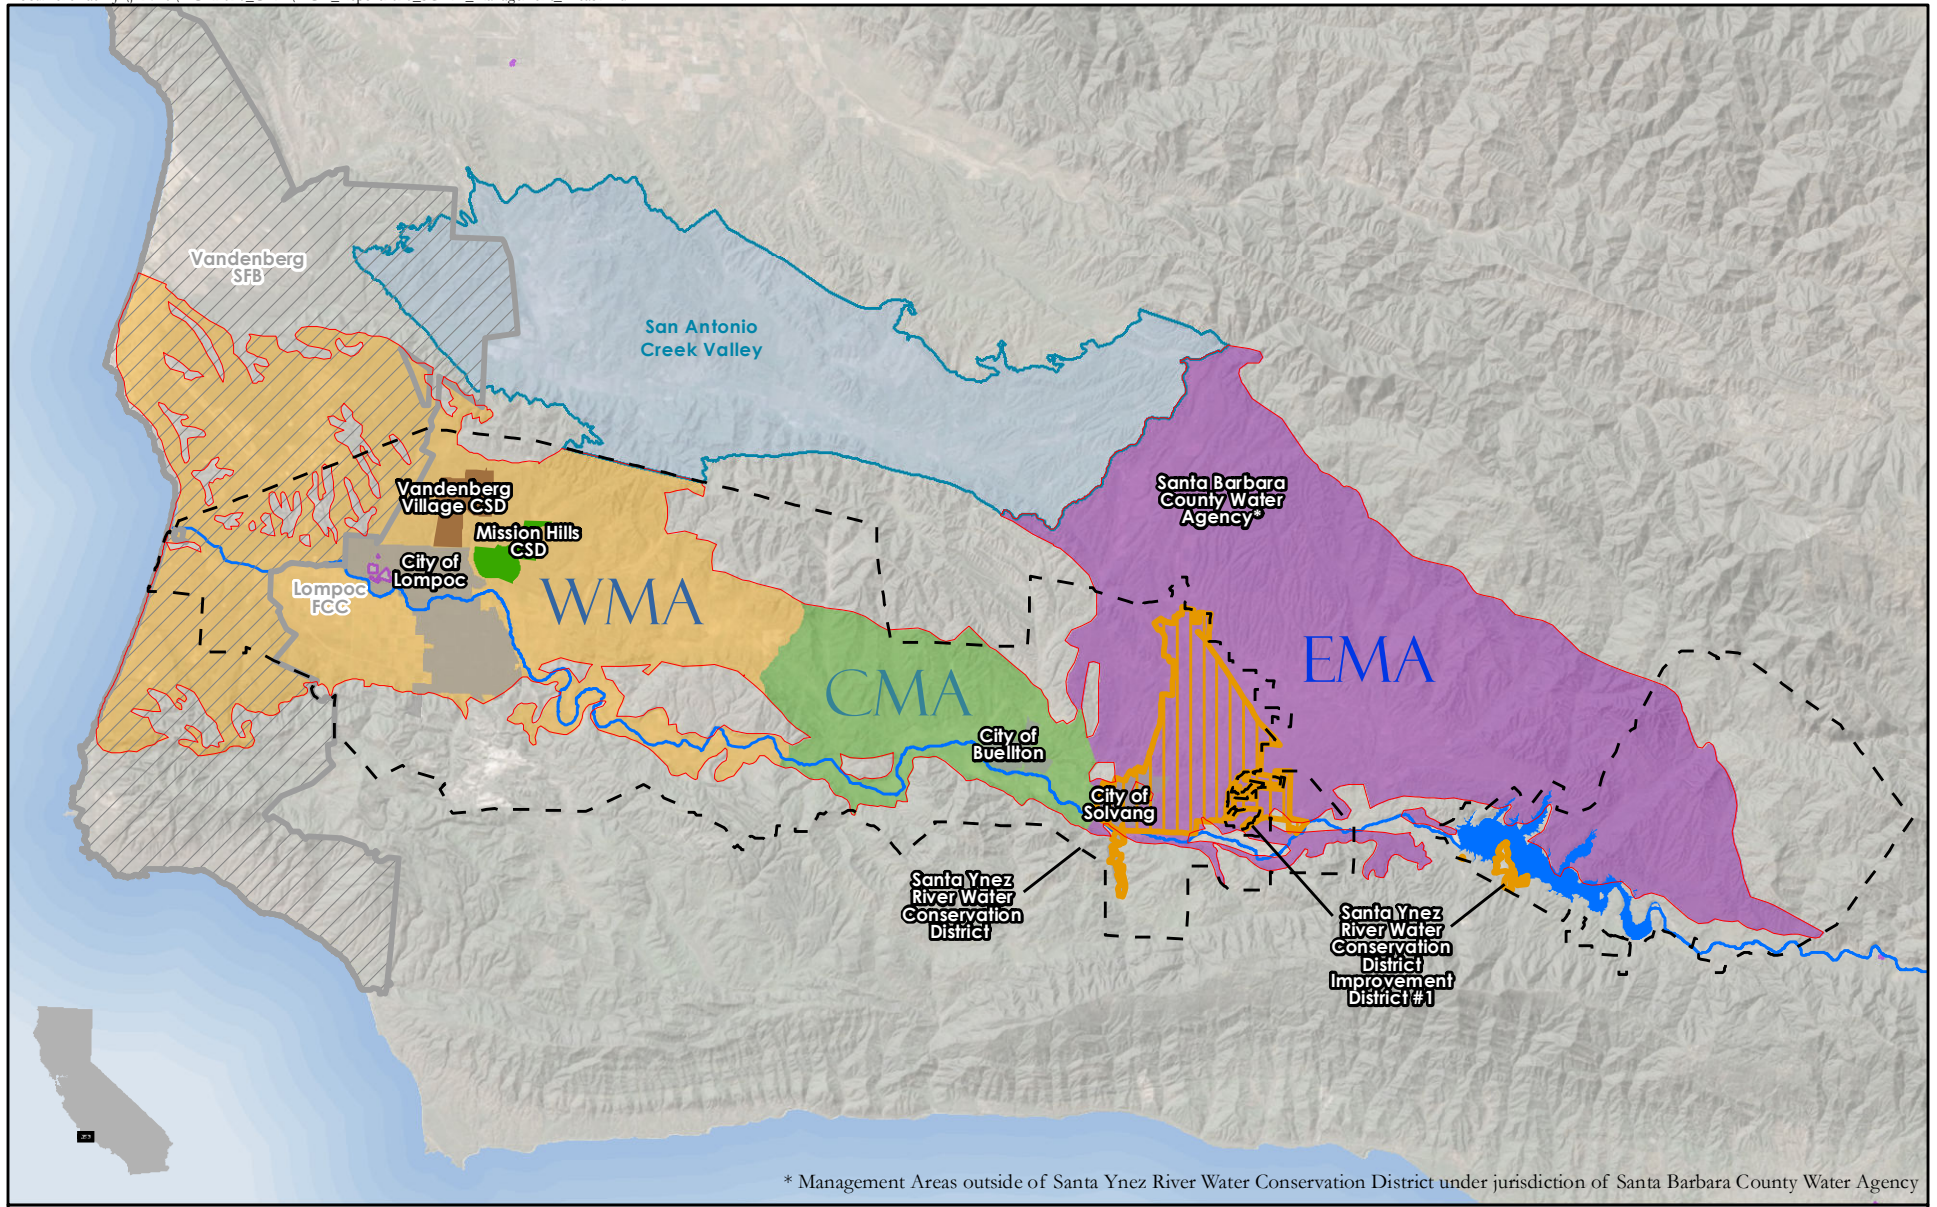 Vandenberg
SFB
San Antonio
Creek Valley
Vandenberg
Village CSD
Mission Hills
CSD
City of
Lompoc
Lompoc
FCC
WMA
Santa Barbara
County Water
Agency*
EMA
CMA
City of
Buellton
City of
Solvang
Santa Ynez
River Water
Conservation
District
Santa Ynez
River Water
Conservation
District
Improvement
District #1
* Management Areas outside of Santa Ynez River Water Conservation District under jurisdiction of Santa Barbara County Water Agency